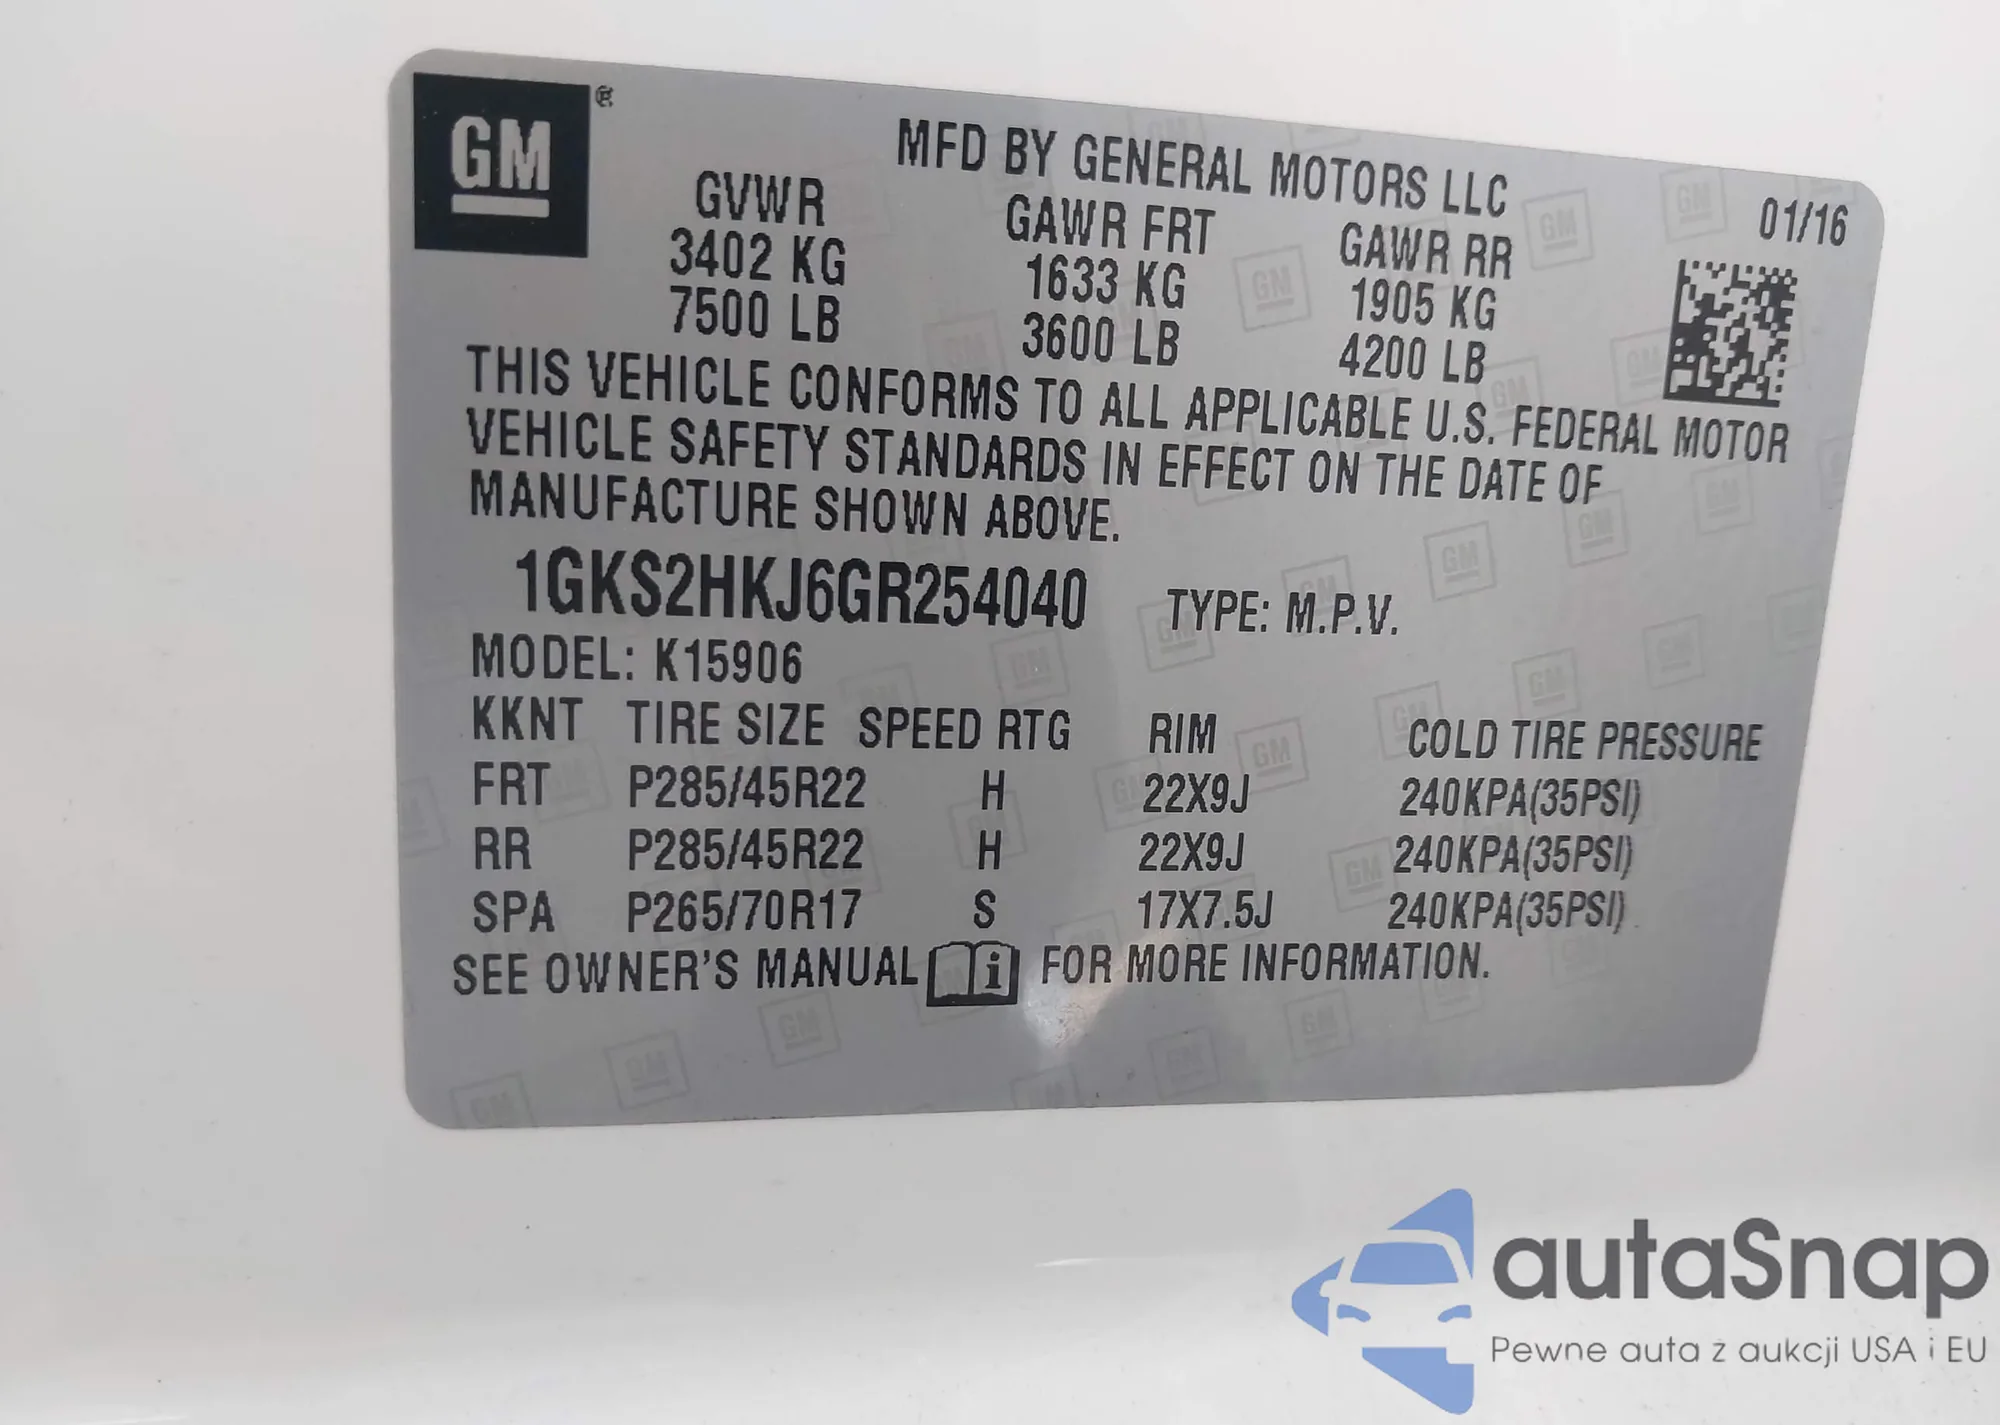 GM®
MFD BY GENERAL MOTORS LLC
01/16
GVWR GAWR FRT GAWR RR
3402 KG 1633 KG 1905 KG
7500 LB 3600 LB 4200 LB
THIS VEHICLE CONFORMS TO ALL APPLICABLE U.S. FEDERAL MOTOR
VEHICLE SAFETY STANDARDS IN EFFECT ON THE DATE OF
MANUFACTURE SHOWN ABOVE.
1GKS2HKJ6GR254040 TYPE: M.P.V.
MODEL: K15906
KKNT TIRE SIZE SPEED RTG RIM COLD TIRE PRESSURE
FRT P285/45R22 H 22X9J 240KPA(35PSI)
RR P285/45R22 H 22X9J 240KPA(35PSI)
SPA P265/70R17 S 17X7.5J 240KPA(35PSI)
SEE OWNER'S MANUAL i FOR MORE INFORMATION.
autaSnap
Pewne auta z aukcji USA i EU